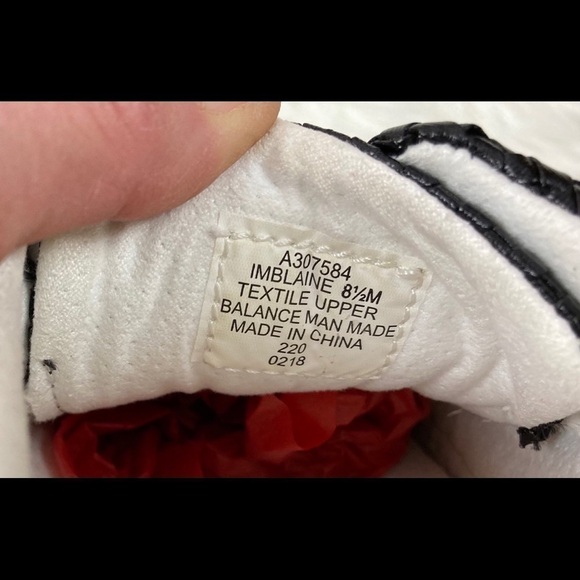 A307584
IMBLAINE 8½M
TEXTILE UPPER
BALANCE MAN MADE
MADE IN CHINA
220
0218